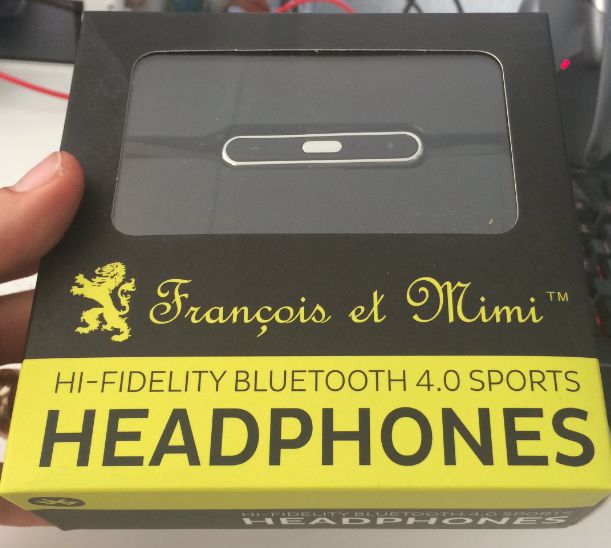 - +
François et Mimi™
HI-FIDELITY BLUETOOTH 4.0 SPORTS
HEADPHONES
HI-FIDELITY BLUETOOTH 4.0 SPORTS
HEADPHONES